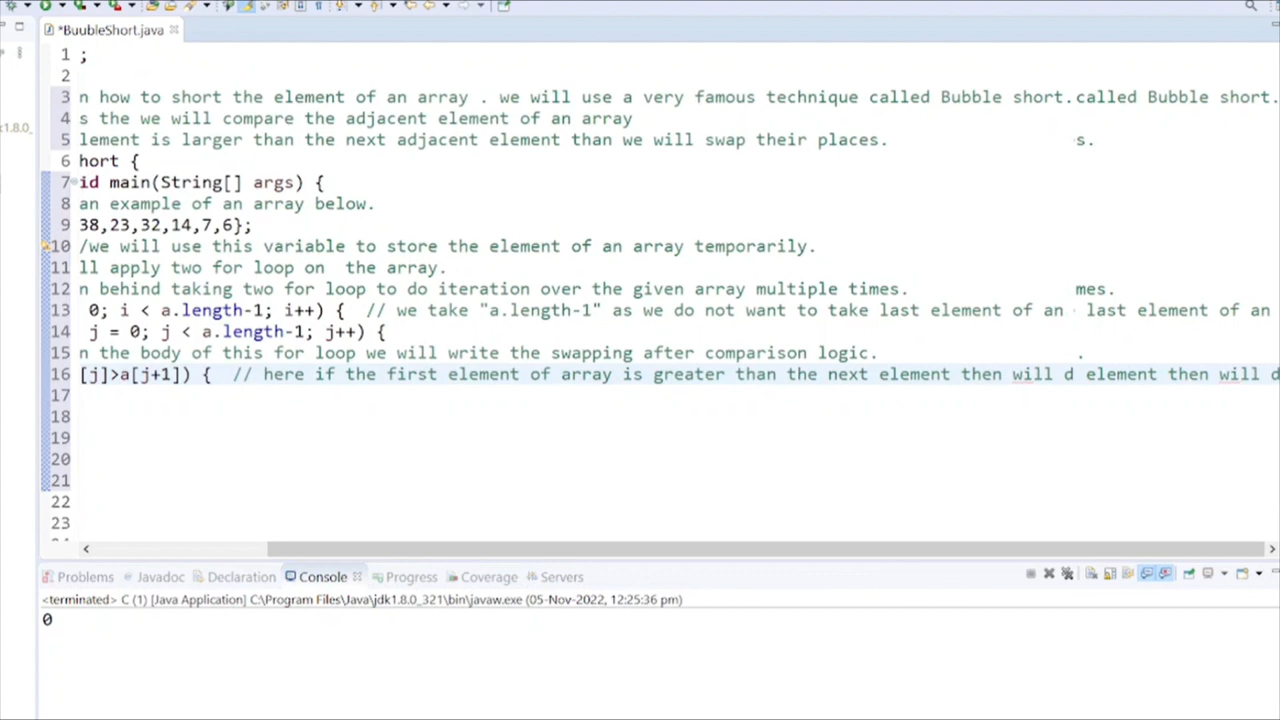 *BuubleShort.java
1 ;
2
3 n how to short the element of an array . we will use a very famous technique called Bubble short. called Bubble short.
4 s the we will compare the adjacent element of an array
5 lement is larger than the next adjacent element than we will swap their places. s.
6 hort {
7 id main(String[] args) {
8 an example of an array below.
9 38,23,32,14,7,6};
10 /we will use this variable to store the element of an array temporarily.
11 ll apply two for loop on  the array.
12 n behind taking two for loop to do iteration over the given array multiple times. mes.
13 0; i < a.length-1; i++) {  // we take "a.length-1" as we do not want to take last element of an last element of an
14 j = 0; j < a.length-1; j++) {
15 n the body of this for loop we will write the swapping after comparison logic. .
16 [j]>a[j+1]) {  // here if the first element of array is greater than the next element then will d element then will d
17
18
19
20
21
22
23
1.8.0_
Problems Javadoc Declaration Console Progress Coverage Servers
<terminated> C (1) [Java Application] C:\Program Files\Java\jdk1.8.0_321\bin\javaw.exe (05-Nov-2022, 12:25:36 pm)
0